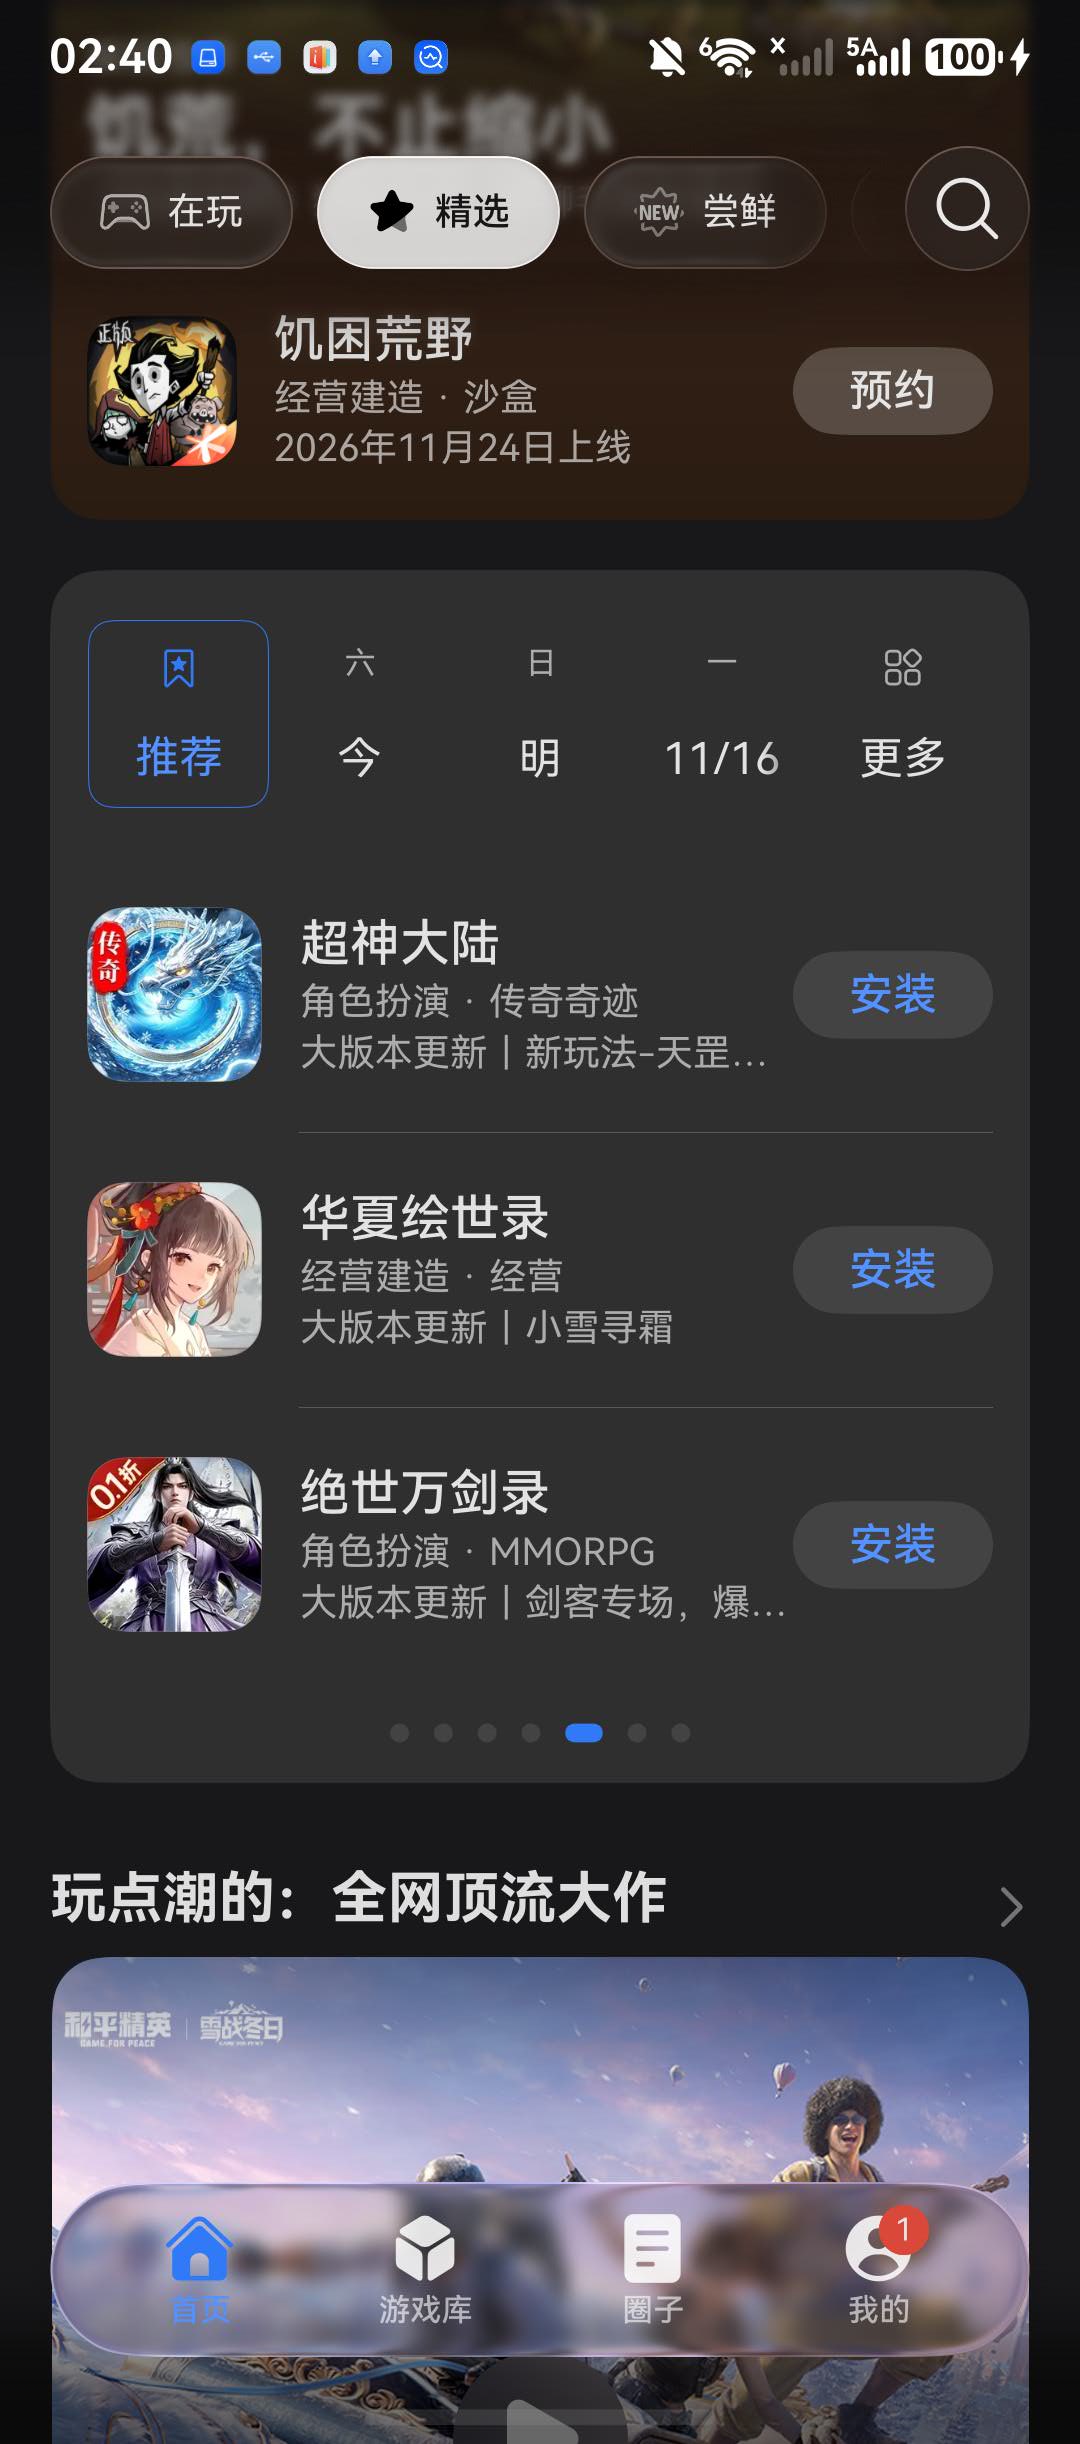 02:40
6
5A
100
饥荒，不止缩小
在玩
精选
NEW
尝鲜
正版
饥困荒野
经营建造 · 沙盒
2026年11月24日上线
预约
六
日
一
推荐
今
明
11/16
更多
传奇
超神大陆
角色扮演 · 传奇奇迹
大版本更新 | 新玩法-天罡...
安装
华夏绘世录
经营建造 · 经营
大版本更新 | 小雪寻霜
安装
0.1折
绝世万剑录
角色扮演 · MMORPG
大版本更新 | 剑客专场，爆...
安装
玩点潮的：全网顶流大作
和平精英
GAME FOR PEACE
雪战冬日
首页
游戏库
圈子
我的
1